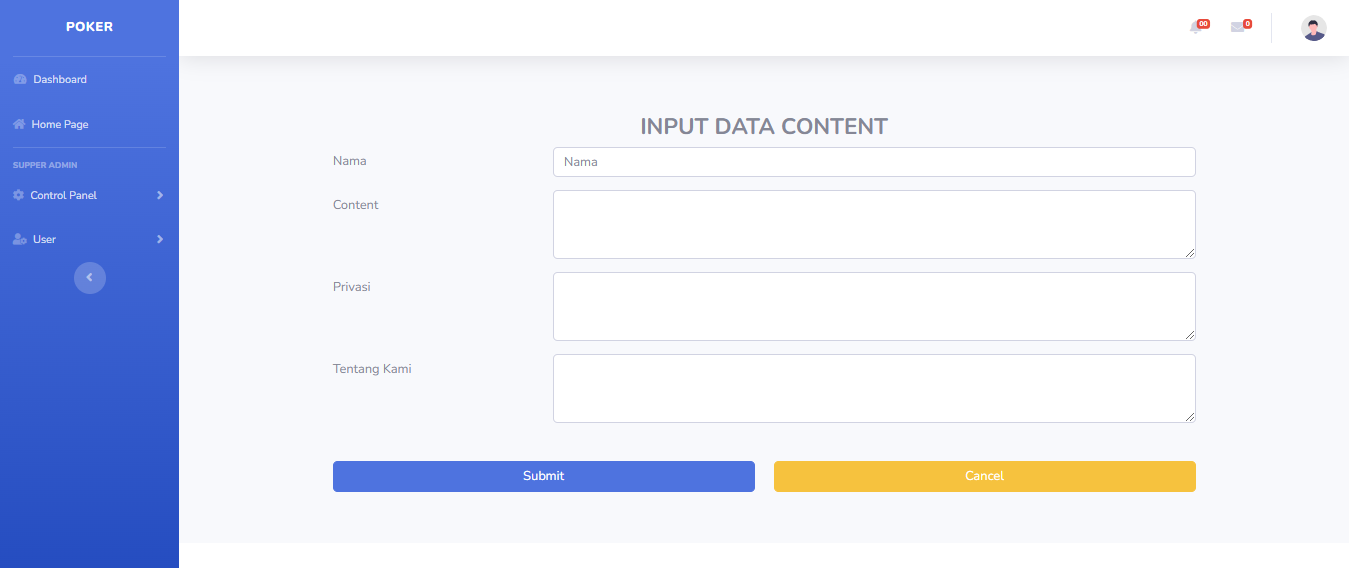 POKER
00
0
Dashboard
Home Page
SUPPER ADMIN
Control Panel
User
INPUT DATA CONTENT
Nama
Nama
Content
Privasi
Tentang Kami
Submit
Cancel